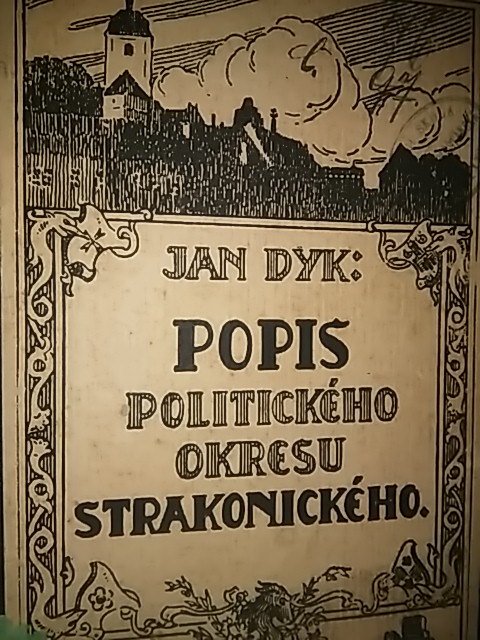 JAN DYK:
POPIS
POLITICKÉHO
OKRESU
STRAKONICKÉHO.